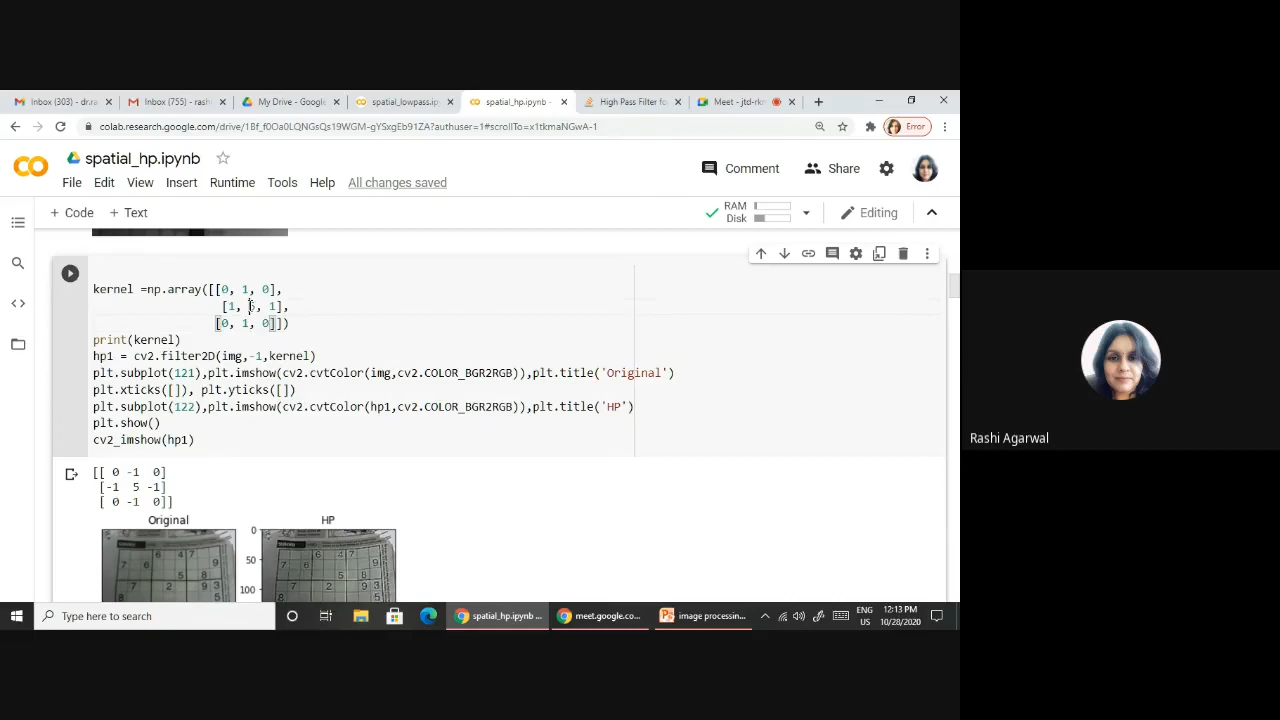 Inbox (303) - dr.ra
Inbox (755) - rash
My Drive - Google
spatial_lowpass.ip
spatial_hp.ipynb -
High Pass Filter fo
Meet - jtd-rkn
colab.research.google.com/drive/1Bf_f0Oa0LQNGsQs19WGM-gYSxgEb91ZA?authuser=1#scrollTo=x1tkmaNGwA-1
Error
spatial_hp.ipynb
Comment
Share
File Edit View Insert Runtime Tools Help All changes saved
+ Code + Text
RAM
Disk
Editing
kernel =np.array([[0, 1, 0],
[1, 5, 1],
[0, 1, 0]])
print(kernel)
hp1 = cv2.filter2D(img,-1,kernel)
plt.subplot(121),plt.imshow(cv2.cvtColor(img,cv2.COLOR_BGR2RGB)),plt.title('Original')
plt.xticks([]), plt.yticks([])
plt.subplot(122),plt.imshow(cv2.cvtColor(hp1,cv2.COLOR_BGR2RGB)),plt.title('HP')
plt.show()
cv2_imshow(hp1)
[[ 0 -1 0]
[-1 5 -1]
[ 0 -1 0]]
Original
HP
0
50
100
Rashi Agarwal
Type here to search
spatial_hp.ipynb ...
meet.google.co...
image processin...
ENG
US
12:13 PM
10/28/2020